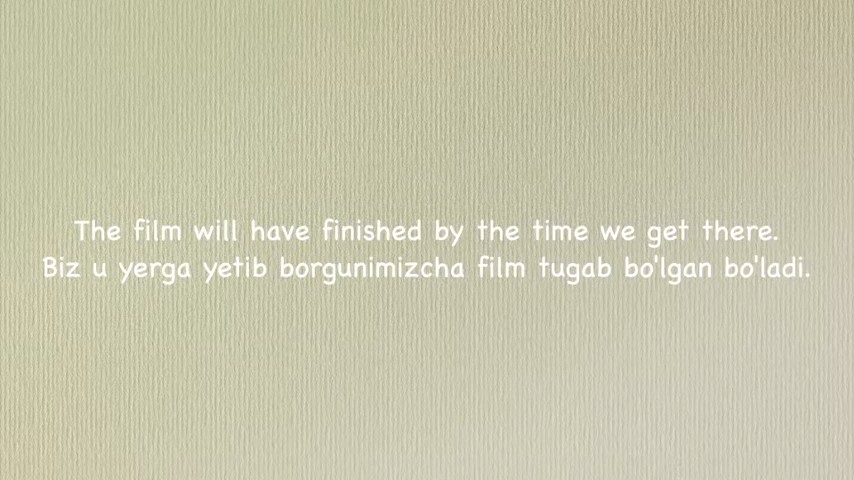 The film will have finished by the time we get there.
Biz u yerga yetib borgunimizcha film tugab bo'lgan bo'ladi.